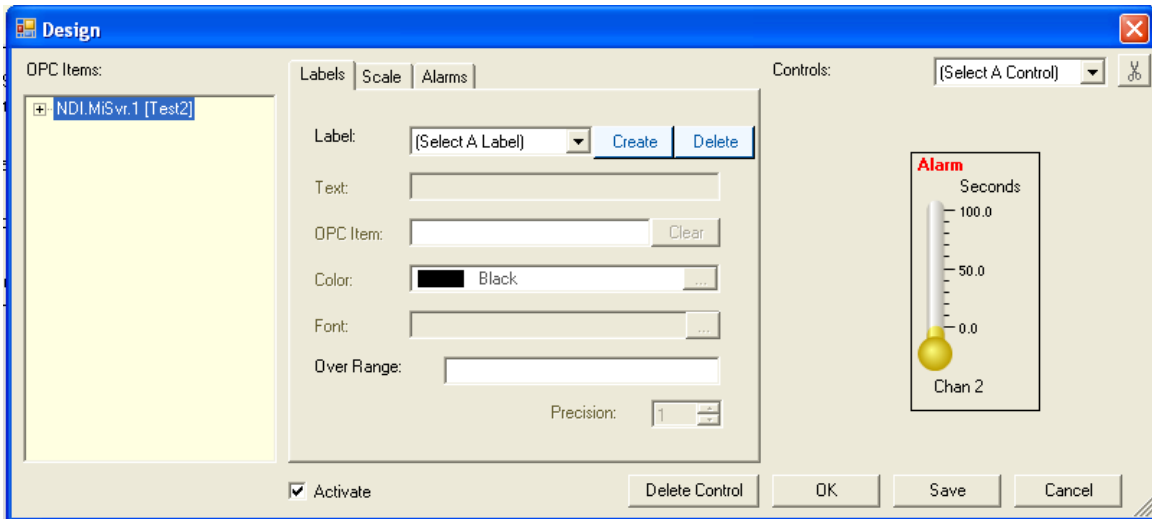 Design
OPC Items:
NDI.MiSvr.1 [Test2]
Labels Scale Alarms
Label: (Select A Label) Create Delete
Text:
OPC Item: Clear
Color: Black ...
Font: ...
Over Range:
Precision: 1
Controls: (Select A Control)
Alarm
Seconds
100.0
50.0
0.0
Chan 2
Activate Delete Control OK Save Cancel